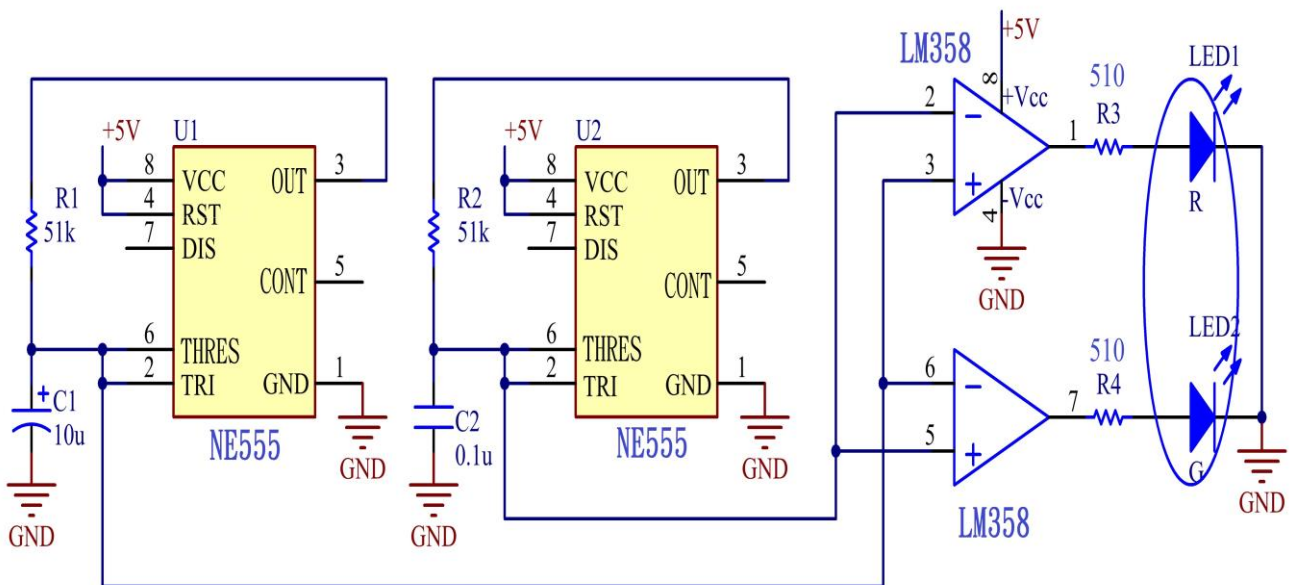 +5V
LM358
LED1
510
8
+Vcc
2
−
1
R3
+5V
U1
+5V
U2
8
VCC
OUT
3
8
VCC
OUT
3
3
+
-Vcc
4
R
R1
51k
4
RST
R2
51k
4
RST
7
DIS
7
DIS
CONT
5
CONT
5
GND
LED2
6
THRES
6
THRES
510
2
TRI
GND
1
2
TRI
GND
1
6
−
R4
7
+
C1
10u
C2
0.1u
5
+
G
NE555
NE555
GND
GND
GND
GND
GND
LM358